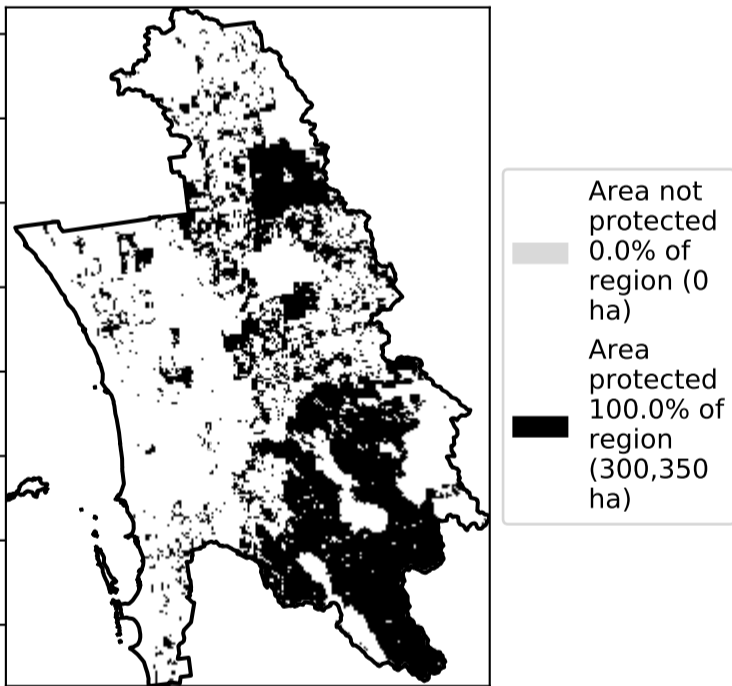 Area not
protected
0.0% of
region (0
ha)
Area
protected
100.0% of
region
(300,350
ha)